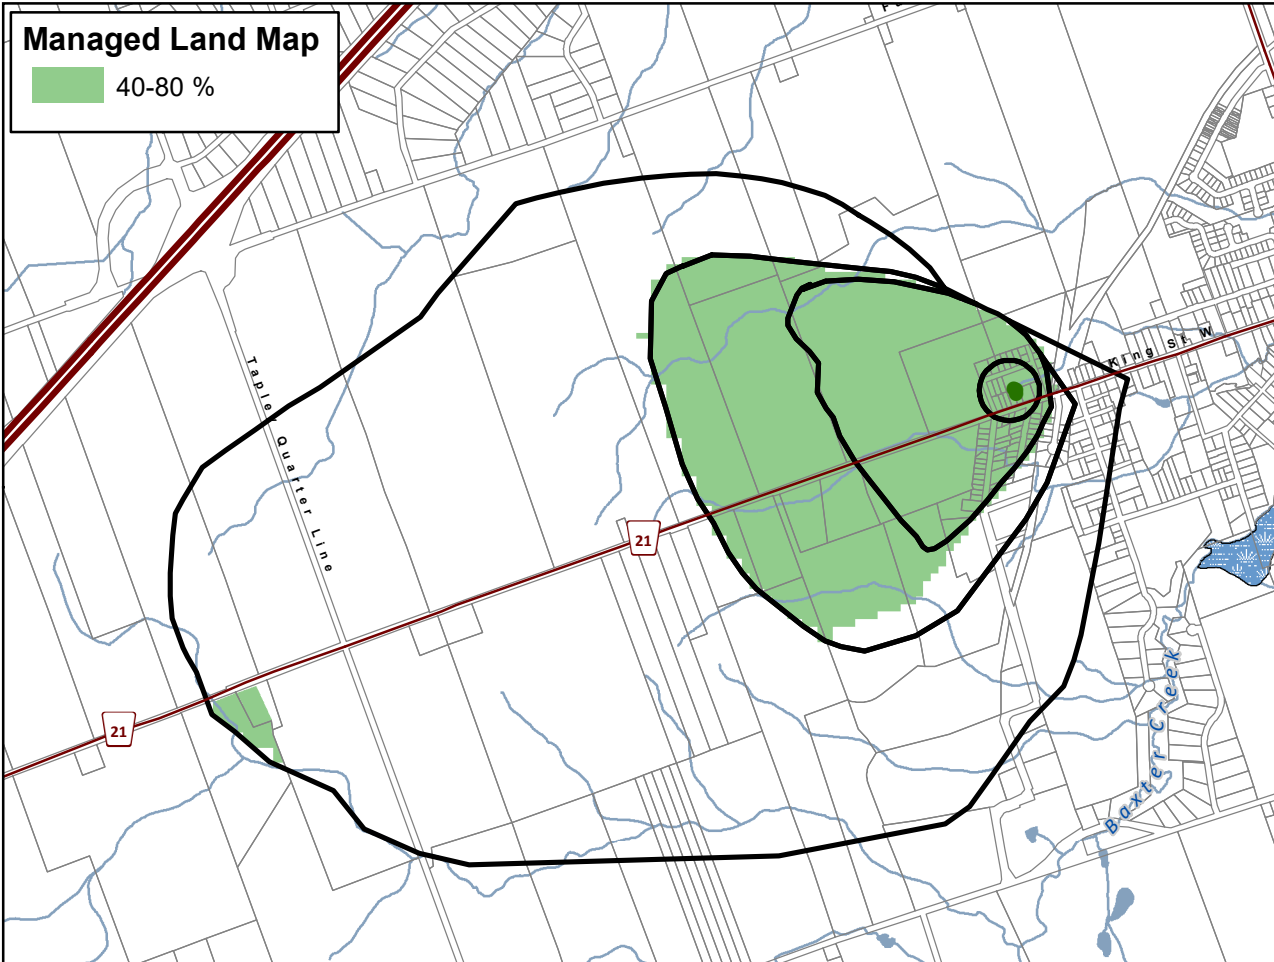 Managed Land Map
40-80 %
King St W
Tapley Quarter Line
21
21
Baxter Creek